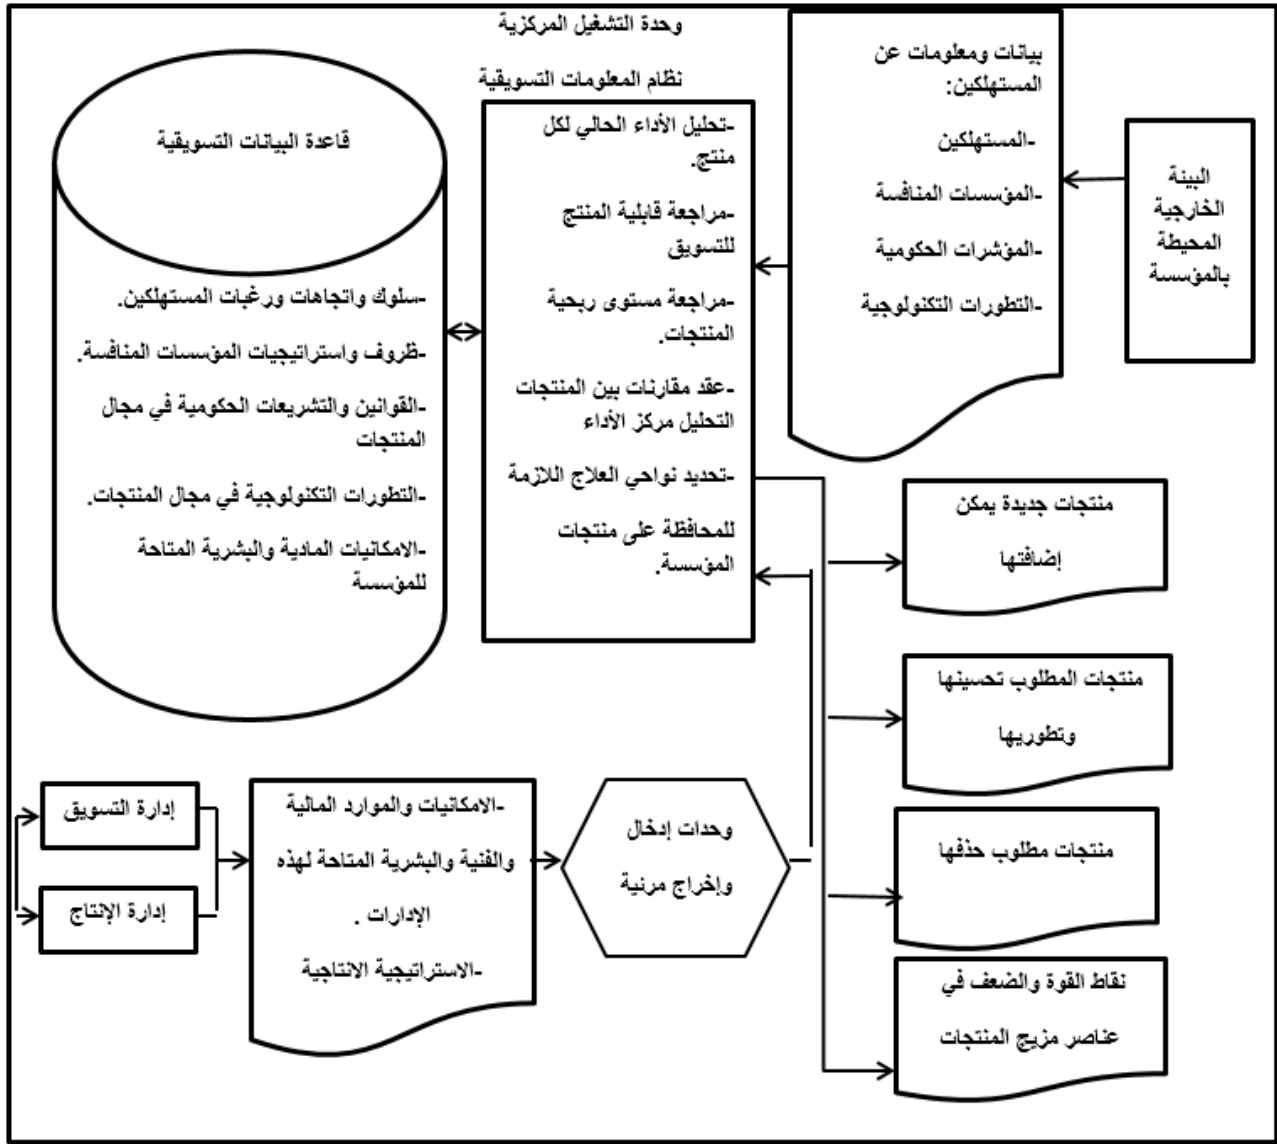 وحدة التشغيل المركزية
نظام المعلومات التسويقية
بيانات ومعلومات عن
المستهلكين:
-المستهلكين
-المؤسسات المنافسة
-المؤشرات الحكومية
-التطورات التكنولوجية
البيئة
الخارجية
المحيطة
بالمؤسسة
-تحليل الأداء الحالي لكل
منتج.
-مراجعة قابلية المنتج
للتسويق
-مراجعة مستوى ربحية
المنتجات.
-عقد مقارنات بين المنتجات
التحليل مركز الأداء
-تحديد نواحي العلاج اللازمة
للمحافظة على منتجات
المؤسسة.
قاعدة البيانات التسويقية
-سلوك واتجاهات ورغبات المستهلكين.
-ظروف واستراتيجيات المؤسسات المنافسة.
-القوانين والتشريعات الحكومية في مجال
المنتجات
-التطورات التكنولوجية في مجال المنتجات.
-الامكانيات المادية والبشرية المتاحة
للمؤسسة
منتجات جديدة يمكن
إضافتها
منتجات المطلوب تحسينها
وتطوريها
منتجات مطلوب حذفها
نقاط القوة والضعف في
عناصر مزيج المنتجات
وحدات إدخال
وإخراج مرئية
-الامكانيات والموارد المالية
والفنية والبشرية المتاحة لهذه
الإدارات .
-الاستراتيجية الانتاجية
إدارة التسويق
إدارة الإنتاج